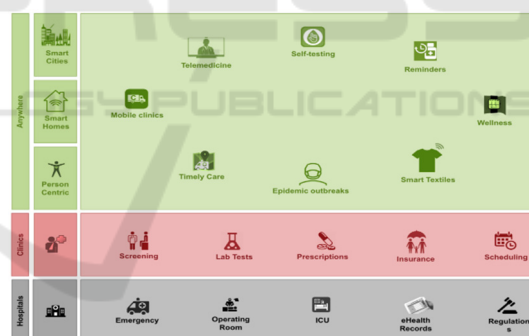 Smart
Cities
Telemedicine
Self-testing
Reminders
Anywhere
Smart
Homes
Mobile clinics
Wellness
Person
Centric
Timely Care
Epidemic outbreaks
Smart Textiles
Clinics
Screening
Lab Tests
Prescriptions
Insurance
Scheduling
Hospitals
Emergency
Operating
Room
ICU
eHealth
Records
Regulation
s